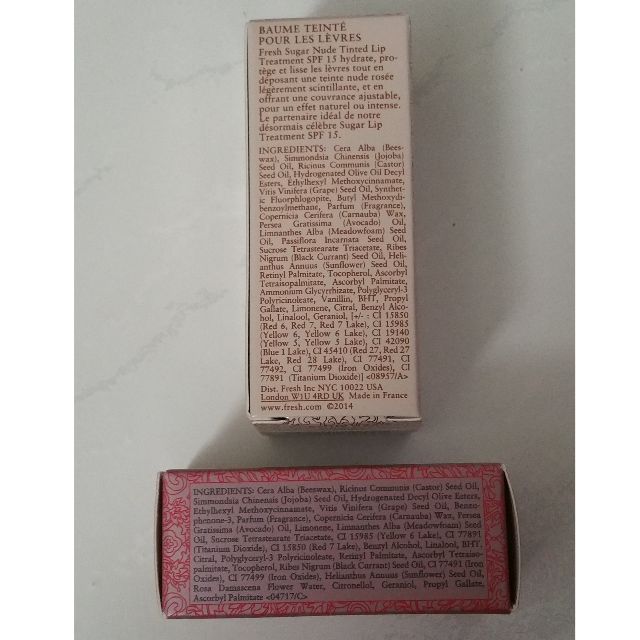 BAUME TEINTÉ
POUR LES LÈVRES
Fresh Sugar Nude Tinted Lip
Treatment SPF 15 hydrate, pro-
tège et lisse les lèvres tout en
déposant une teinte nude rosée
légèrement scintillante, et en
offrant une couvrance ajustable,
pour un effet naturel ou intense.
Le partenaire idéal de notre
désormais célèbre Sugar Lip
Treatment SPF 15.
INGREDIENTS: Cera Alba (Bees-
wax), Simmondsia Chinensis (Jojoba)
Seed Oil, Ricinus Communis (Castor)
Seed Oil, Hydrogenated Olive Oil Decyl
Esters, Ethylhexyl Methoxycinnamate,
Vitis Vinifera (Grape) Seed Oil, Synthet-
ic Fluorphlogopite, Butyl Methoxydi-
benzoylmethane, Parfum (Fragrance),
Copernicia Cerifera (Carnauba) Wax,
Persea Gratissima (Avocado) Oil,
Limnanthes Alba (Meadowfoam) Seed
Oil, Passiflora Incarnata Seed Oil,
Sucrose Tetrastearate Triacetate, Ribes
Nigrum (Black Currant) Seed Oil, Heli-
anthus Annuus (Sunflower) Seed Oil,
Retinyl Palmitate, Tocopherol, Ascorbyl
Tetraisopalmitate, Ascorbyl Palmitate,
Ammonium Glycyrrhizate, Polyglyceryl-3
Polyricinoleate, Vanillin, BHT, Propyl
Gallate, Limonene, Citral, Benzyl Alco-
hol, Linalool, Geraniol, [+/- : CI 15850
(Red 6, Red 7, Red 7 Lake), CI 15985
(Yellow 6, Yellow 6 Lake), CI 19140
(Yellow 5, Yellow 5 Lake), CI 42090
(Blue 1 Lake), CI 45410 (Red 27, Red 27
Lake, Red 28 Lake), CI 77491, CI
77492, CI 77499 (Iron Oxides), CI
77891 (Titanium Dioxide)] <08957/A>
Dist. Fresh Inc NYC 10022 USA
London W1U 4RD UK Made in France
www.fresh.com ©2014
INGREDIENTS: Cera Alba (Beeswax), Ricinus Communis (Castor) Seed Oil,
Simmondsia Chinensis (Jojoba) Seed Oil, Hydrogenated Decyl Olive Esters,
Ethylhexyl Methoxycinnamate, Vitis Vinifera (Grape) Seed Oil, Benzo-
phenone-3, Parfum (Fragrance), Copernicia Cerifera (Carnauba) Wax, Persea
Gratissima (Avocado) Oil, Limonene, Limnanthes Alba (Meadowfoam) Seed
Oil, Sucrose Tetrastearate Triacetate, CI 15985 (Yellow 6 Lake), CI 77891
(Titanium Dioxide), CI 15850 (Red 7 Lake), Benzyl Alcohol, Linalool, BHT,
Citral, Polyglyceryl-3 Polyricinoleate, Retinyl Palmitate, Ascorbyl Tetraiso-
palmitate, Tocopherol, Ribes Nigrum (Black Currant) Seed Oil, CI 77491 (Iron
Oxides), CI 77499 (Iron Oxides), Helianthus Annuus (Sunflower) Seed Oil,
Rosa Damascena Flower Water, Citronellol, Geraniol, Propyl Gallate,
Ascorbyl Palmitate <04717/C>